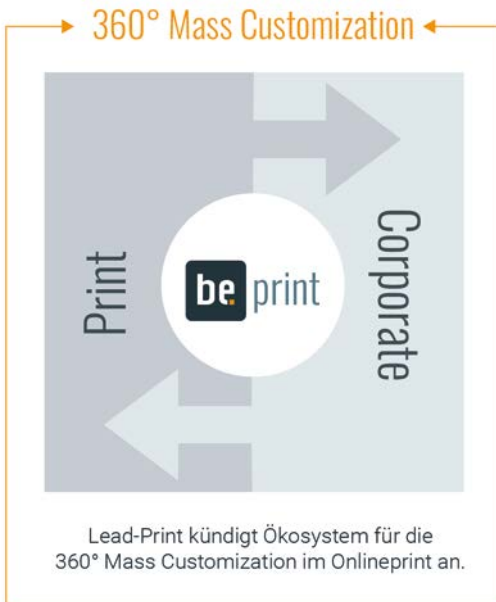 360° Mass Customization
Print
be.print
Corporate
Lead-Print kündigt Ökosystem für die
360° Mass Customization im Onlineprint an.